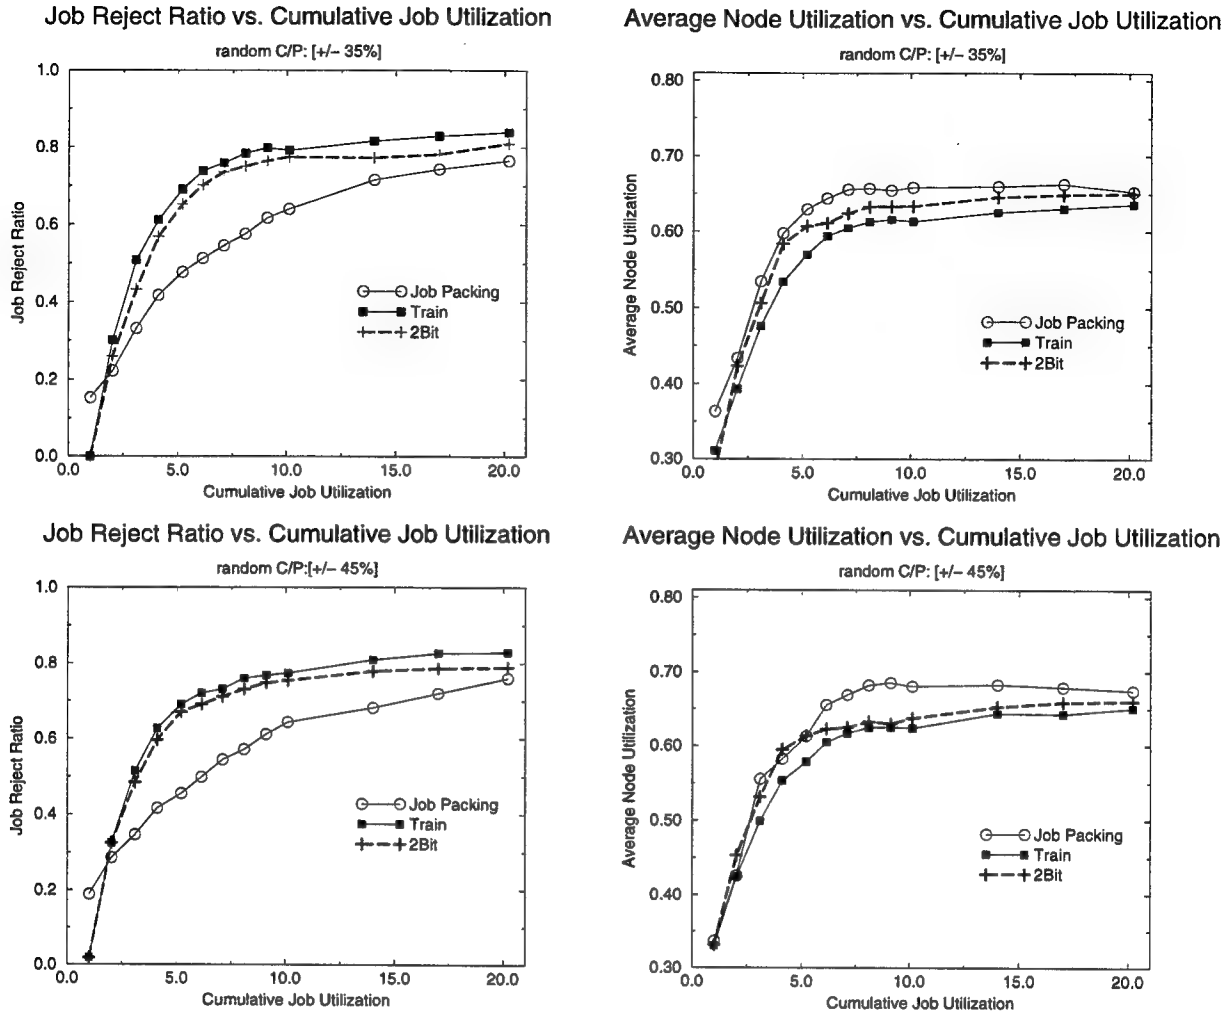 Job Reject Ratio vs. Cumulative Job Utilization
random C/P: [+/− 35%]
1.0
0.8
0.6
0.4
0.2
0.0
Job Reject Ratio
Job Packing
Train
2Bit
0.0 5.0 10.0 15.0 20.0
Cumulative Job Utilization
Average Node Utilization vs. Cumulative Job Utilization
random C/P: [+/− 35%]
0.80
0.70
0.60
0.50
0.40
0.30
Average Node Utilization
Job Packing
Train
2Bit
0.0 5.0 10.0 15.0 20.0
Cumulative Job Utilization
Job Reject Ratio vs. Cumulative Job Utilization
random C/P:[+/− 45%]
1.0
0.8
0.6
0.4
0.2
0.0
Job Reject Ratio
Job Packing
Train
2Bit
0.0 5.0 10.0 15.0 20.0
Cumulative Job Utilization
Average Node Utilization vs. Cumulative Job Utilization
random C/P: [+/− 45%]
0.80
0.70
0.60
0.50
0.40
0.30
Average Node Utilization
Job Packing
Train
2Bit
0.0 5.0 10.0 15.0 20.0
Cumulative Job Utilization